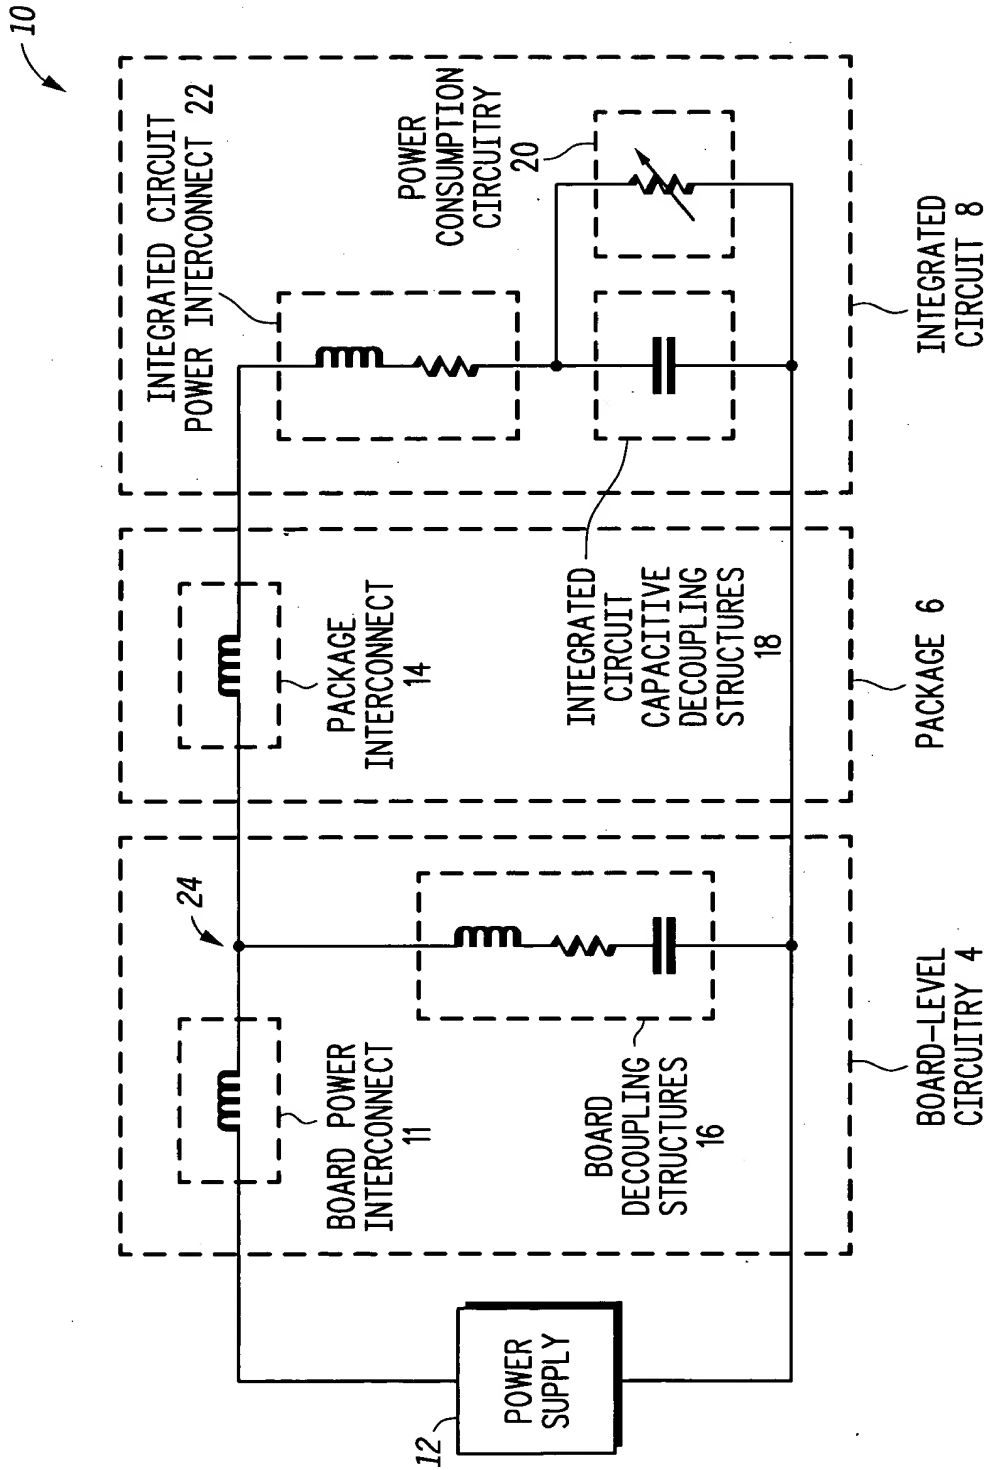 10
INTEGRATED CIRCUIT
POWER INTERCONNECT 22
POWER
CONSUMPTION
CIRCUITRY
20
INTEGRATED
CIRCUIT 8
PACKAGE
INTERCONNECT
14
INTEGRATED
CIRCUIT
CAPACITIVE
DECOUPLING
STRUCTURES
18
PACKAGE 6
24
BOARD POWER
INTERCONNECT
11
BOARD
DECOUPLING
STRUCTURES
16
BOARD-LEVEL
CIRCUITRY 4
12
POWER
SUPPLY